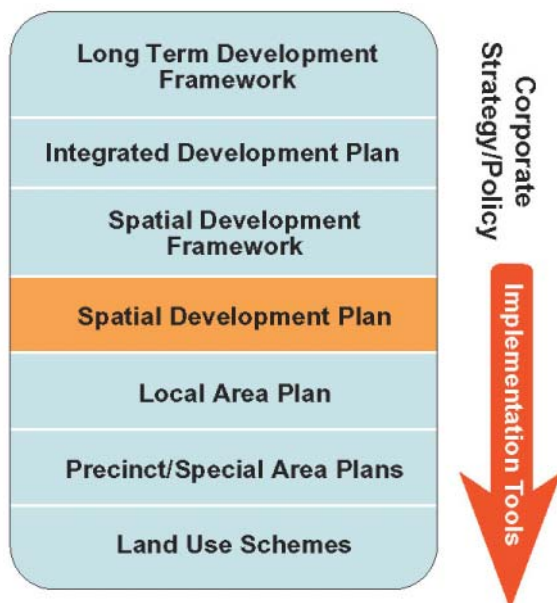 Long Term Development
Framework
Integrated Development Plan
Spatial Development
Framework
Spatial Development Plan
Local Area Plan
Precinct/Special Area Plans
Land Use Schemes
Corporate
Strategy/Policy
Implementation Tools